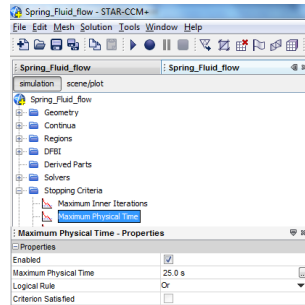 Spring_Fluid_flow - STAR-CCM+
File Edit Mesh Solution Tools Window Help
Spring_Fluid_flow Spring_Fluid_flow
simulation scene/plot
Spring_Fluid_flow
Geometry
Continua
Regions
DFBI
Derived Parts
Solvers
Stopping Criteria
Maximum Inner Iterations
Maximum Physical Time
Maximum Physical Time - Properties
Properties
Enabled
Maximum Physical Time 25.0 s
Logical Rule Or
Criterion Satisfied